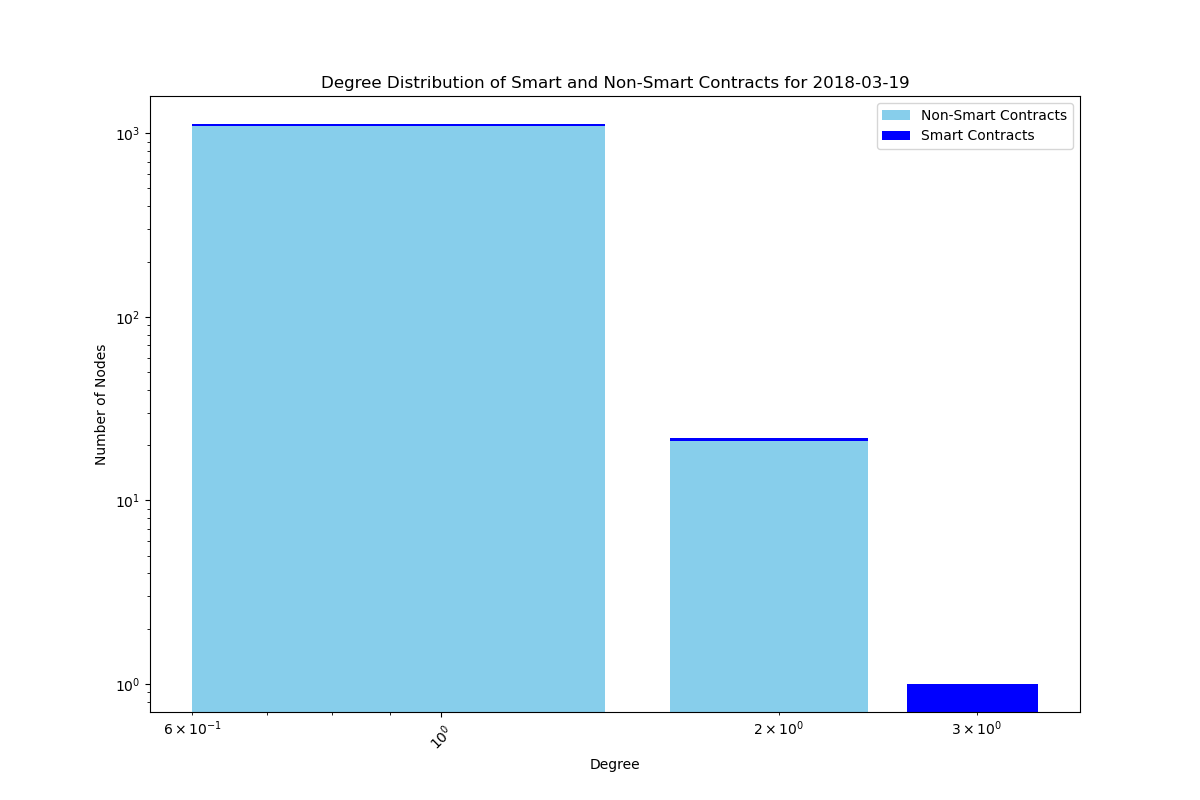 Degree Distribution of Smart and Non-Smart Contracts for 2018-03-19
Non-Smart Contracts
Smart Contracts
10³
10²
10¹
10⁰
Number of Nodes
6 × 10⁻¹
10⁰
2 × 10⁰
3 × 10⁰
Degree